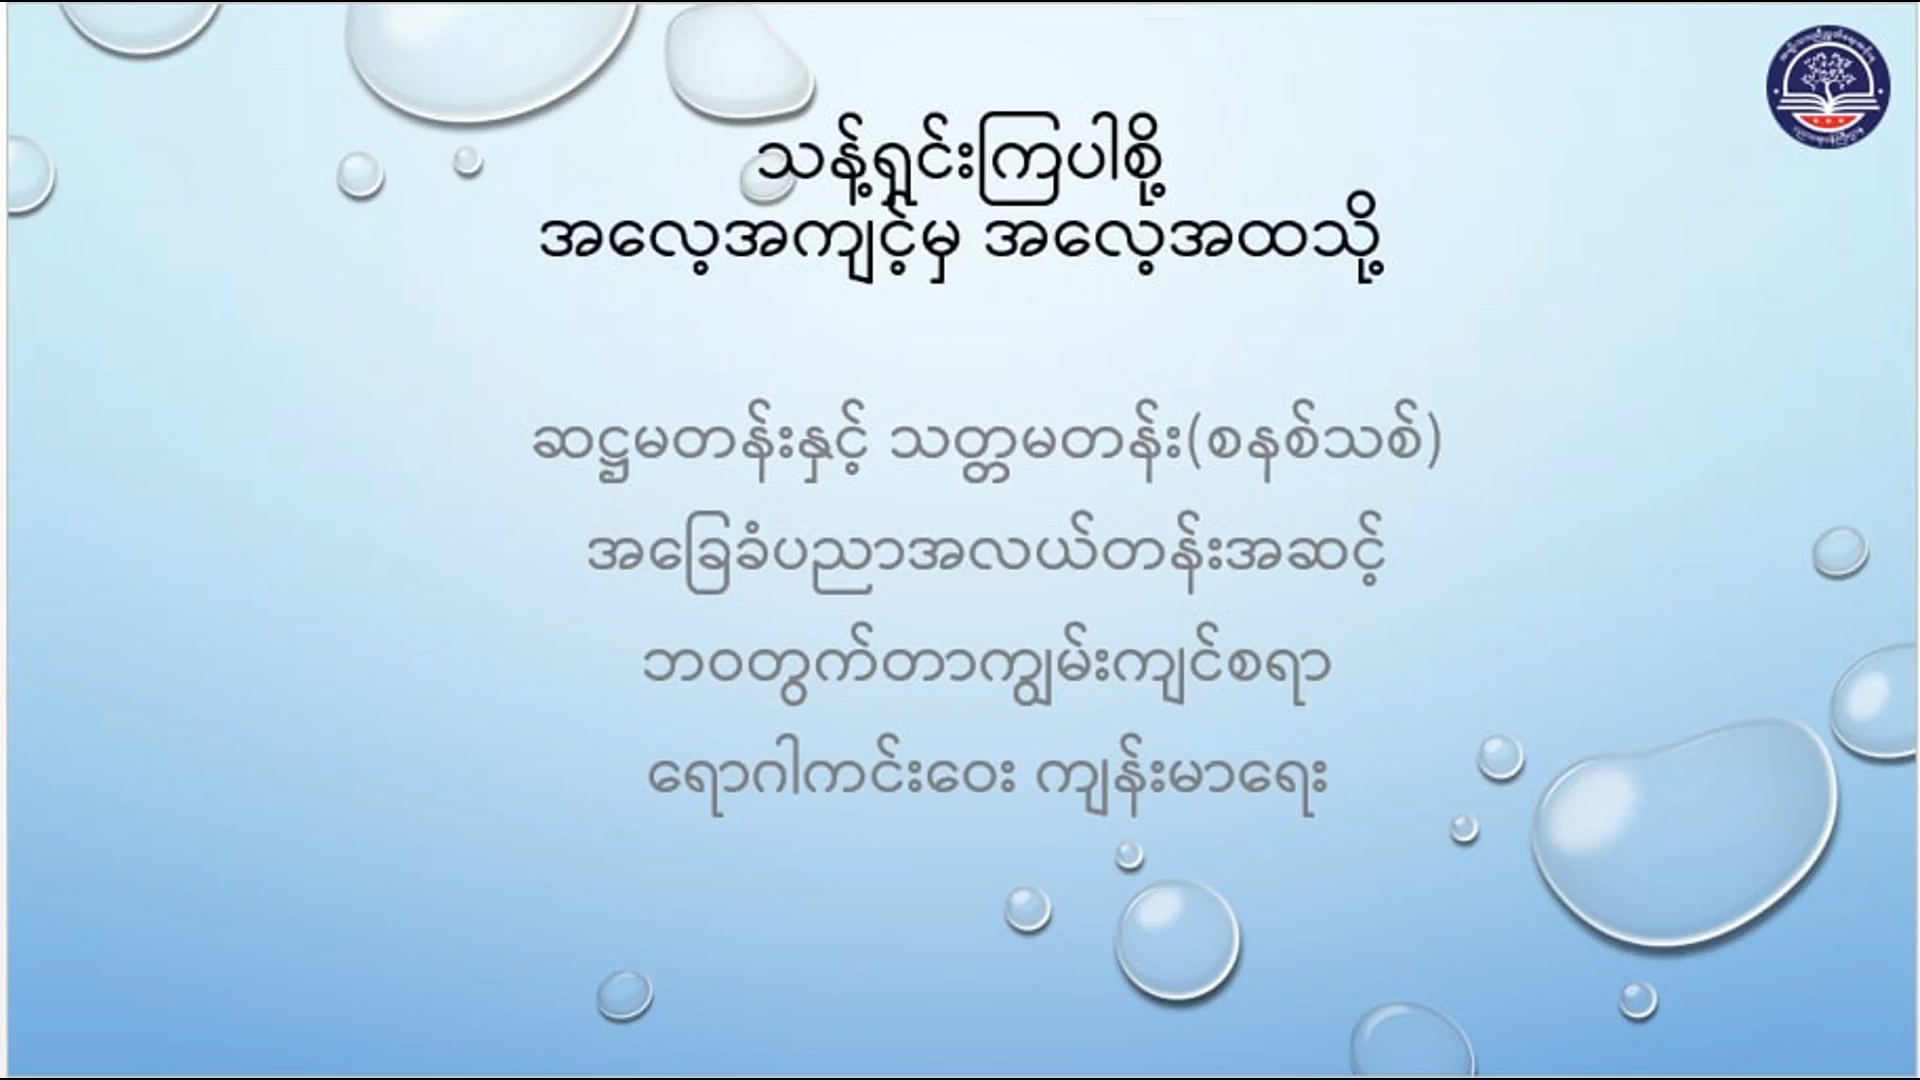 သန့်ရှင်းကြပါစို့
အလေ့အကျင့်မှ အလေ့အထသို့
ဆဋ္ဌမတန်းနှင့် သတ္တမတန်း(စနစ်သစ်)
အခြေခံပညာအလယ်တန်းအဆင့်
ဘဝတွက်တာကျွမ်းကျင်စရာ
ရောဂါကင်းဝေး ကျန်းမာရေး